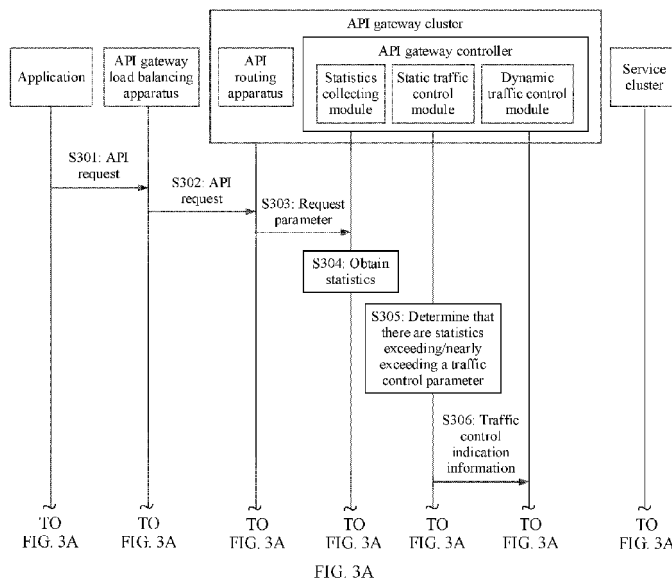 API gateway cluster
API gateway controller
Application
API gateway
load balancing
apparatus
API
routing
apparatus
Statistics
collecting
module
Static traffic
control
module
Dynamic
traffic control
module
Service
cluster
S301: API
request
S302: API
request
S303: Request
parameter
S304: Obtain
statistics
S305: Determine that
there are statistics
exceeding/nearly
exceeding a traffic
control parameter
S306: Traffic
control
indication
information
TO
FIG. 3A
TO
FIG. 3A
TO
FIG. 3A
TO
FIG. 3A
TO
FIG. 3A
TO
FIG. 3A
TO
FIG. 3A
FIG. 3A